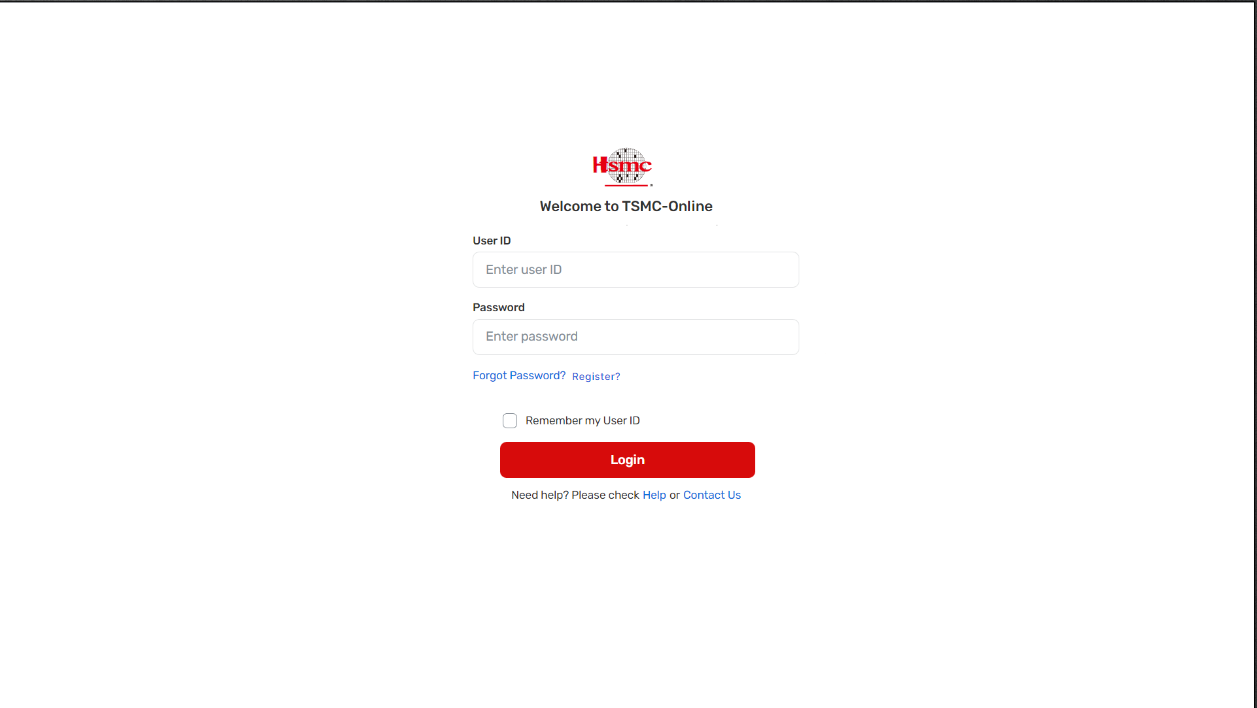 Hsmc
Welcome to TSMC-Online
User ID
Enter user ID
Password
Enter password
Forgot Password? Register?
Remember my User ID
Login
Need help? Please check Help or Contact Us